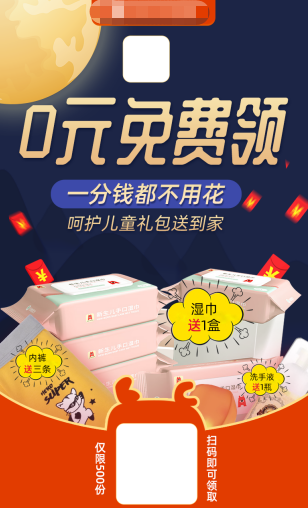 0元免费领
一分钱都不用花
呵护儿童礼包送到家
湿巾
送1盒
内裤
送三条
洗手液
送1瓶
SUPER
仅限500份
扫码即可领取